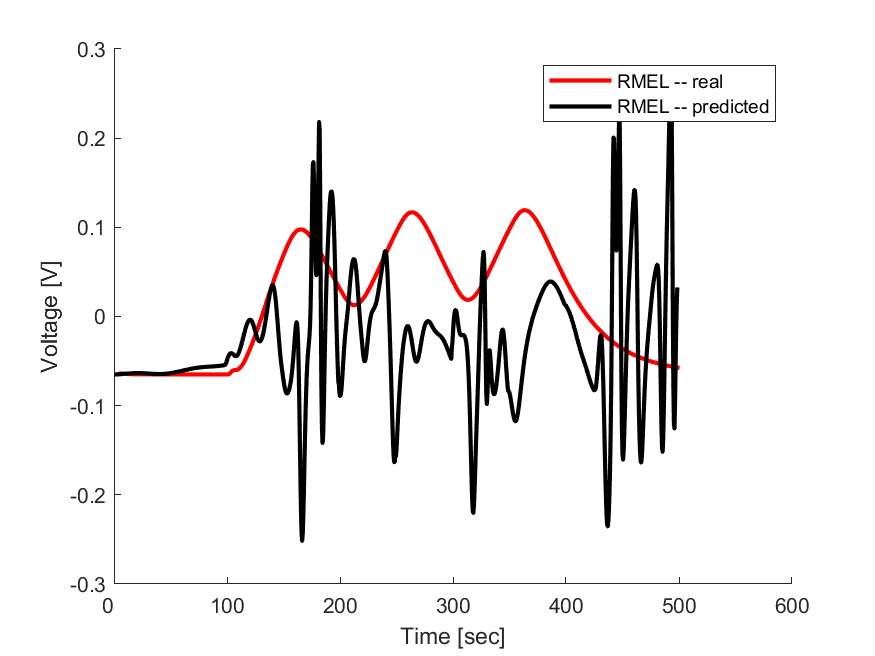 0.3
0.2
0.1
0
-0.1
-0.2
-0.3
Voltage [V]
RMEL -- real
RMEL -- predicted
0 100 200 300 400 500 600
Time [sec]